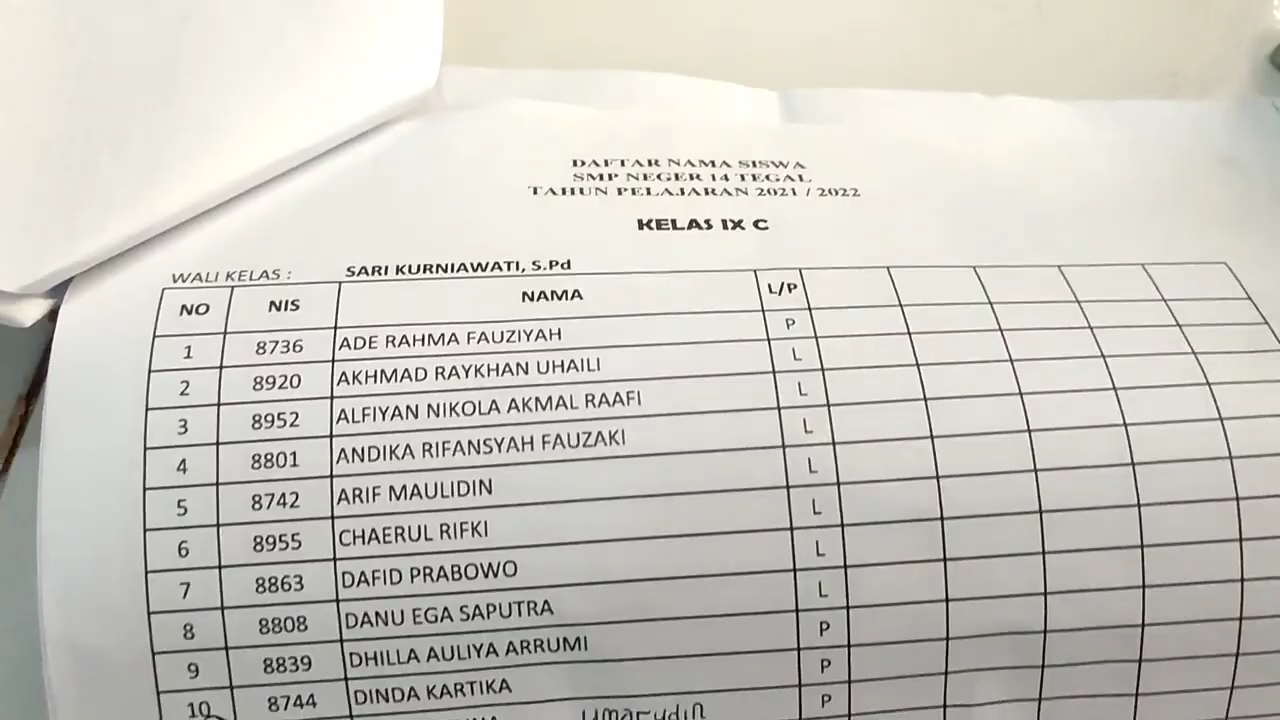 DAFTAR NAMA SISWA
SMP NEGER 14 TEGAL
TAHUN PELAJARAN 2021 / 2022
KELAS IX C
WALI KELAS : SARI KURNIAWATI, S.Pd
NO NIS NAMA L/P
1 8736 ADE RAHMA FAUZIYAH P
2 8920 AKHMAD RAYKHAN UHAILI L
3 8952 ALFIYAN NIKOLA AKMAL RAAFI L
4 8801 ANDIKA RIFANSYAH FAUZAKI L
5 8742 ARIF MAULIDIN L
6 8955 CHAERUL RIFKI L
7 8863 DAFID PRABOWO L
8 8808 DANU EGA SAPUTRA L
9 8839 DHILLA AULIYA ARRUMI P
10 8744 DINDA KARTIKA P
umarudin P